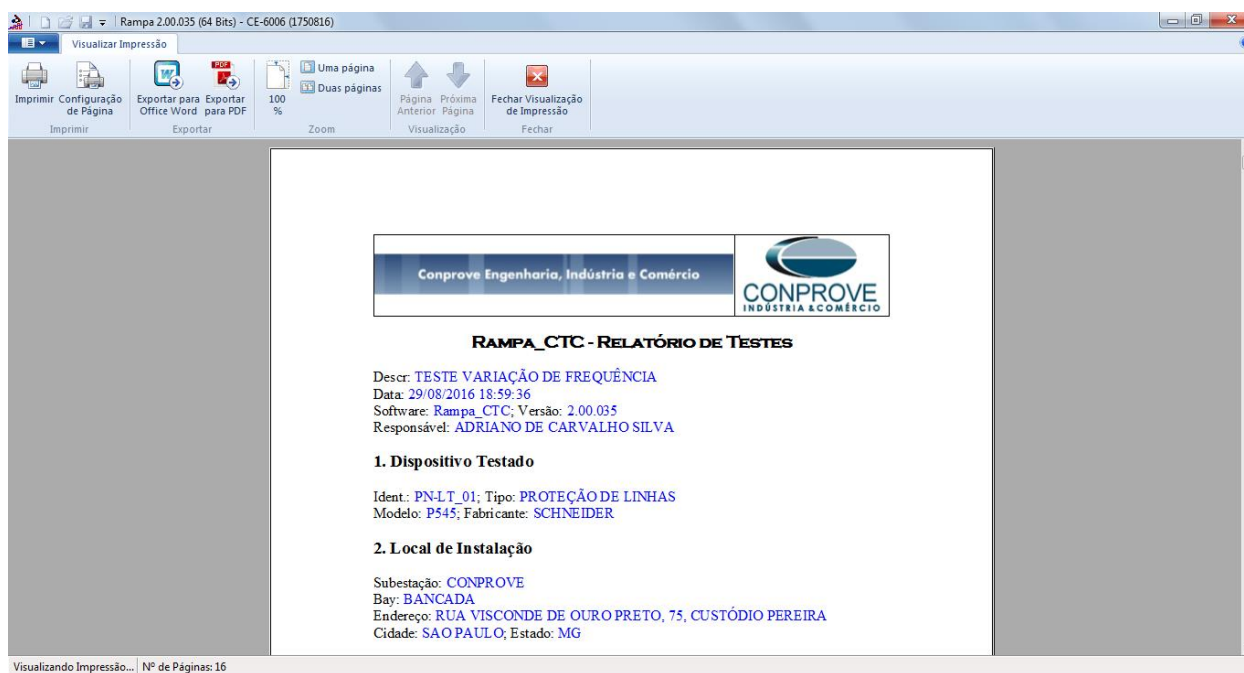 Rampa 2.00.035 (64 Bits) - CE-6006 (1750816)
Visualizar Impressão
Imprimir
Configuração de Página
Exportar para Office Word
PDF
Exportar para PDF
100 %
Uma página
Duas páginas
Página Anterior
Próxima Página
Fechar Visualização de Impressão
Imprimir
Exportar
Zoom
Visualização
Fechar
Conprove Engenharia, Indústria e Comércio
CONPROVE
INDÚSTRIA & COMÉRCIO
RAMPA_CTC - RELATÓRIO DE TESTES
Descr: TESTE VARIAÇÃO DE FREQUÊNCIA
Data: 29/08/2016 18:59:36
Software: Rampa_CTC; Versão: 2.00.035
Responsável: ADRIANO DE CARVALHO SILVA
1. Dispositivo Testado
Ident.: PN-LT_01; Tipo: PROTEÇÃO DE LINHAS
Modelo: P545; Fabricante: SCHNEIDER
2. Local de Instalação
Subestação: CONPROVE
Bay: BANCADA
Endereço: RUA VISCONDE DE OURO PRETO, 75, CUSTÓDIO PEREIRA
Cidade: SAO PAULO; Estado: MG
Visualizando Impressão... Nº de Páginas: 16